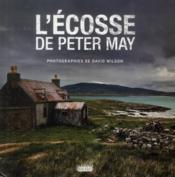 L'ÉCOSSE
DE PETER MAY
PHOTOGRAPHIES DE DAVID WILSON